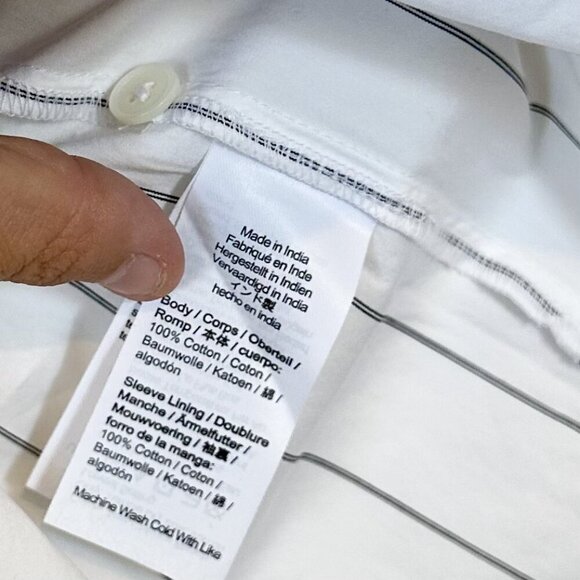 Made in India
Fabriqué en Inde
Hergestellt in Indien
Vervaardigd in India
インド製
hecho en india
Body / Corps / Oberteil /
Romp / 本体 / cuerpo:
100% Cotton / Coton /
Baumwolle / Katoen / 綿 /
algodón
Sleeve Lining / Doublure
Manche / Ärmelfutter /
Mouwvoering / 袖裏 /
forro de la manga:
100% Cotton / Coton /
Baumwolle / Katoen / 綿 /
algodón
Machine Wash Cold With Like